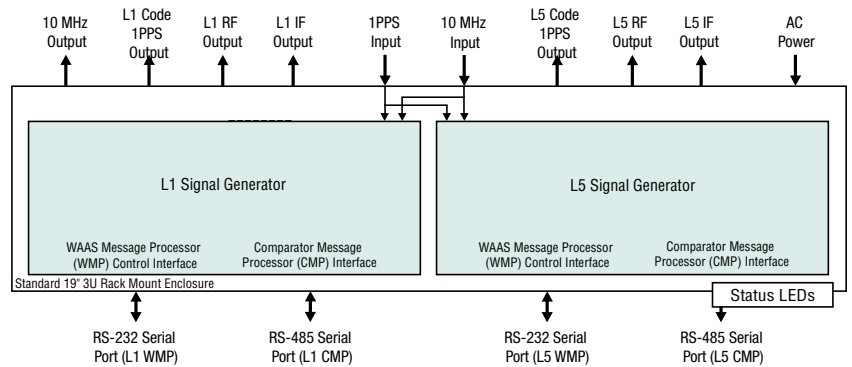 10 MHz
Output
L1 Code
1PPS
Output
L1 RF
Output
L1 IF
Output
1PPS
Input
10 MHz
Input
L5 Code
1PPS
Output
L5 RF
Output
L5 IF
Output
AC
Power
L1 Signal Generator
L5 Signal Generator
WAAS Message Processor
(WMP) Control Interface
Comparator Message
Processor (CMP) Interface
WAAS Message Processor
(WMP) Control Interface
Comparator Message
Processor (CMP) Interface
Standard 19" 3U Rack Mount Enclosure
Status LEDs
RS-232 Serial
Port (L1 WMP)
RS-485 Serial
Port (L1 CMP)
RS-232 Serial
Port (L5 WMP)
RS-485 Serial
Port (L5 CMP)